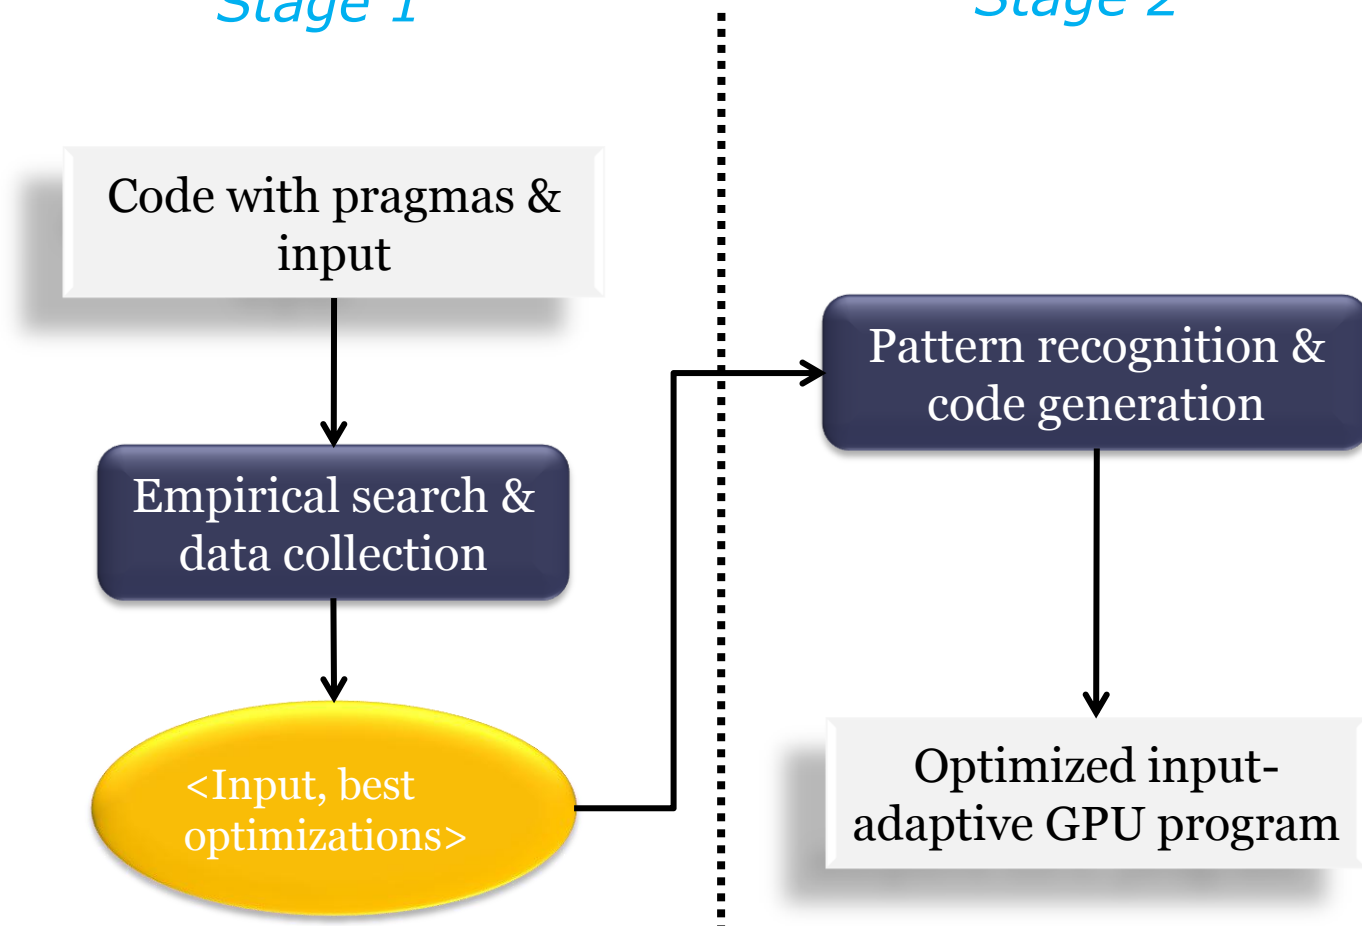 Stage 1
Stage 2
Code with pragmas &
input
Empirical search &
data collection
<Input, best
optimizations>
Pattern recognition &
code generation
Optimized input-
adaptive GPU program